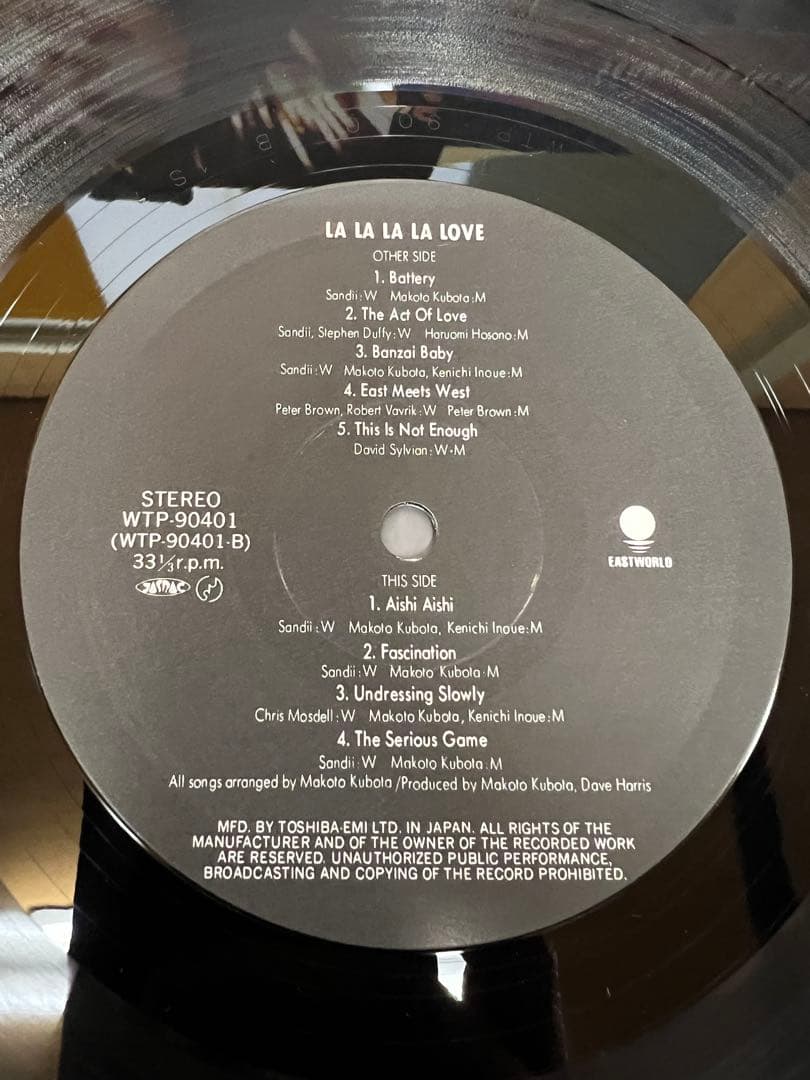 LA LA LA LA LOVE
OTHER SIDE
1. Battery
Sandii:W Makoto Kubota:M
2. The Act Of Love
Sandii, Stephen Duffy:W Haruomi Hosono:M
3. Banzai Baby
Sandii:W Makoto Kubota, Kenichi Inoue:M
4. East Meets West
Peter Brown, Robert Vavrik:W Peter Brown:M
5. This Is Not Enough
David Sylvian:W·M
STEREO
WTP-90401
(WTP-90401-B)
33⅓r.p.m.
JASRAC
EASTWORLD
THIS SIDE
1. Aishi Aishi
Sandii:W Makoto Kubota, Kenichi Inoue:M
2. Fascination
Sandii:W Makoto Kubota:M
3. Undressing Slowly
Chris Mosdell:W Makoto Kubota, Kenichi Inoue:M
4. The Serious Game
Sandii:W Makoto Kubota:M
All songs arranged by Makoto Kubota/Produced by Makoto Kubota, Dave Harris
MFD. BY TOSHIBA-EMI LTD. IN JAPAN. ALL RIGHTS OF THE
MANUFACTURER AND OF THE OWNER OF THE RECORDED WORK
ARE RESERVED. UNAUTHORIZED PUBLIC PERFORMANCE,
BROADCASTING AND COPYING OF THE RECORD PROHIBITED.